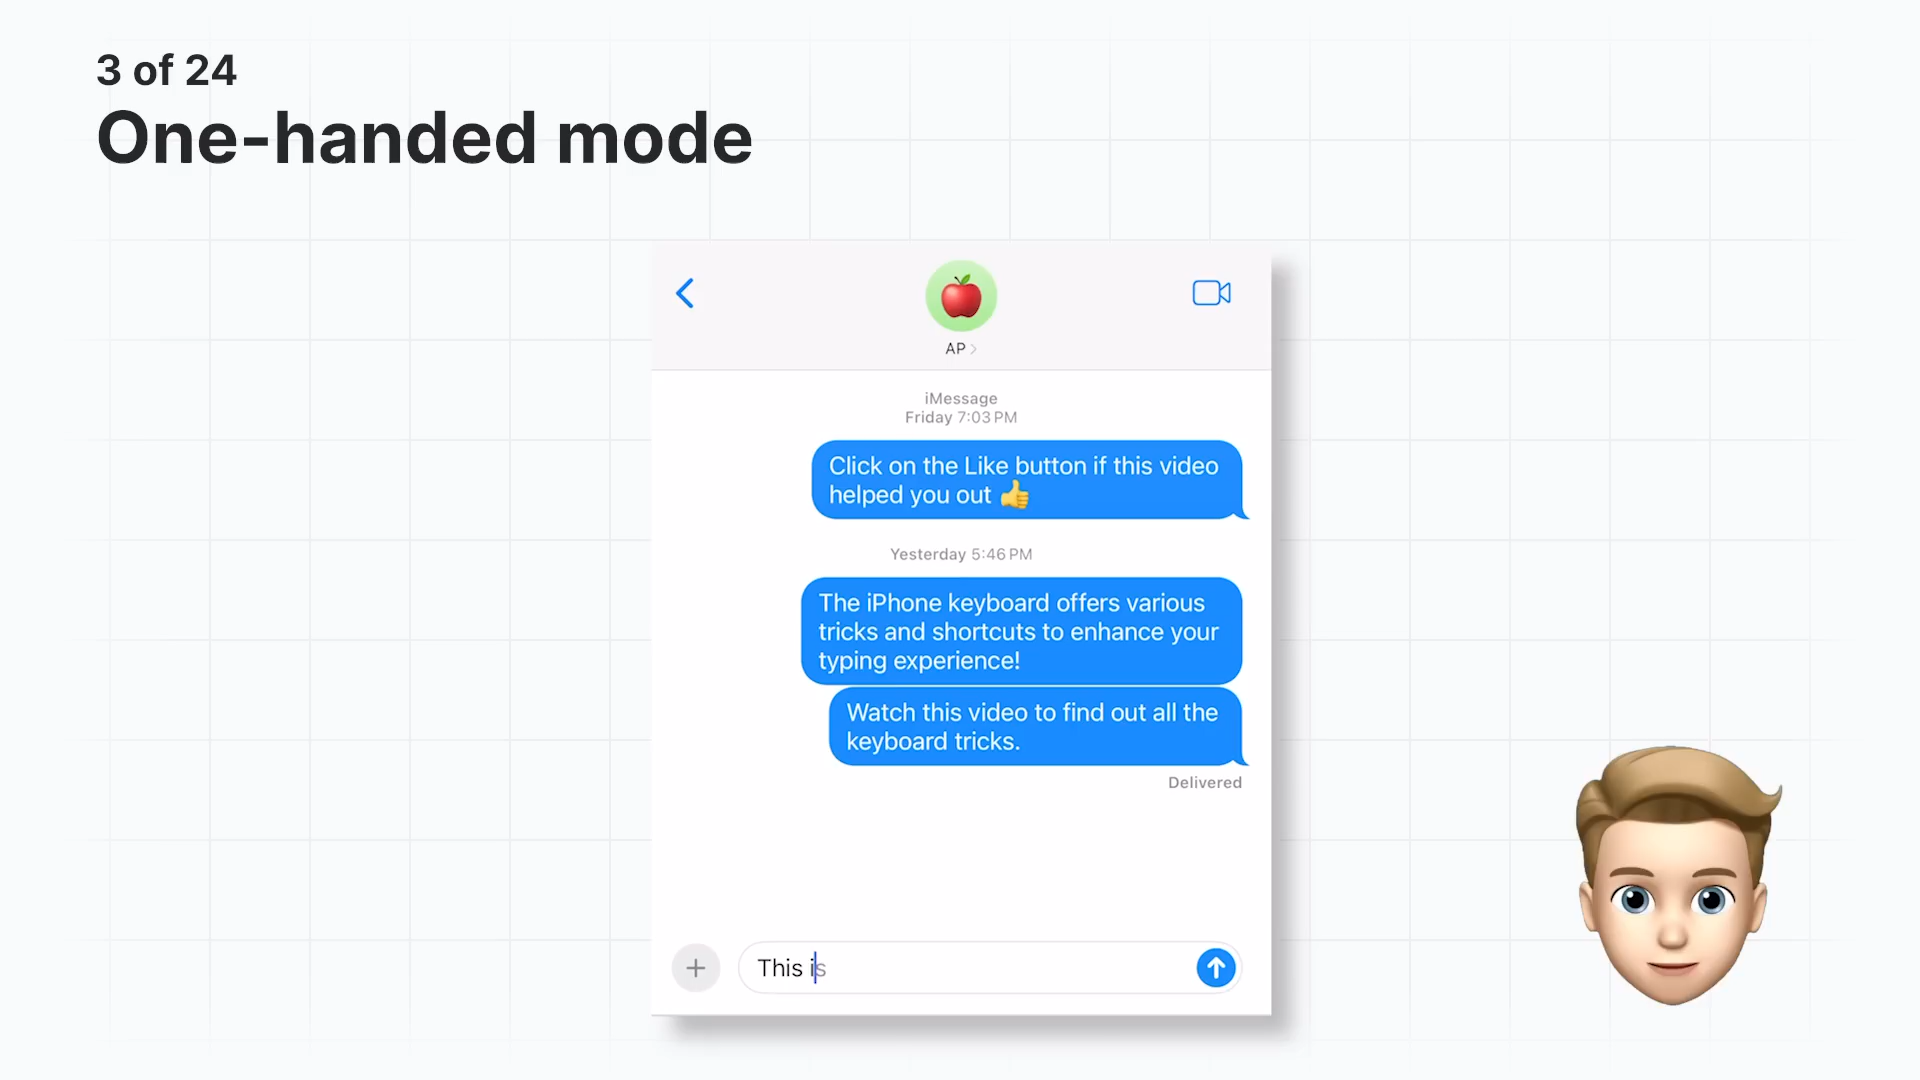 3 of 24
One-handed mode
AP
iMessage
Friday 7:03 PM
Click on the Like button if this video
helped you out 👍
Yesterday 5:46 PM
The iPhone keyboard offers various
tricks and shortcuts to enhance your
typing experience!
Watch this video to find out all the
keyboard tricks.
Delivered
This is